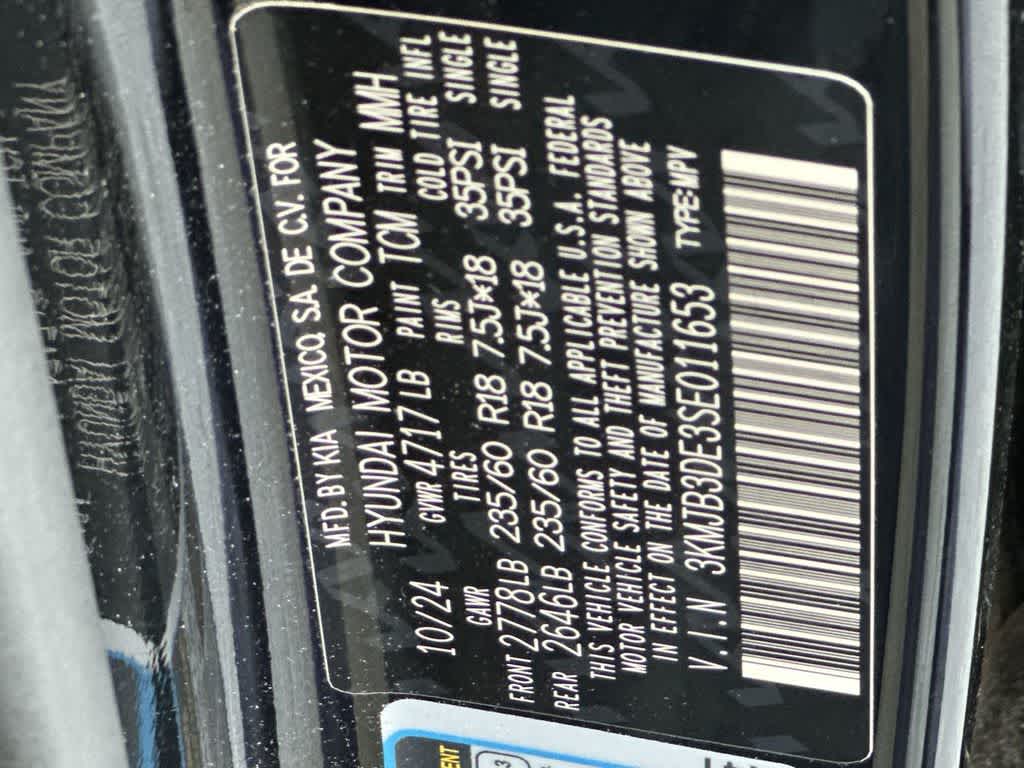 MFD. BY KIA MEXICO, S.A. DE C.V. FOR
HYUNDAI MOTOR COMPANY
10/24 GVWR 4717 LB PAINT TCM TRIM MMH
GAWR TIRES RIMS COLD TIRE INFL
FRONT 2778LB 235/60 R18 7.5J*18 35PSI SINGLE
REAR 2646LB 235/60 R18 7.5J*18 35PSI SINGLE
THIS VEHICLE CONFORMS TO ALL APPLICABLE U.S.A. FEDERAL
MOTOR VEHICLE SAFETY AND THEFT PREVENTION STANDARDS
IN EFFECT ON THE DATE OF MANUFACTURE SHOWN ABOVE
V.I.N 3KMJB3DE3SE011653 TYPE:MPV